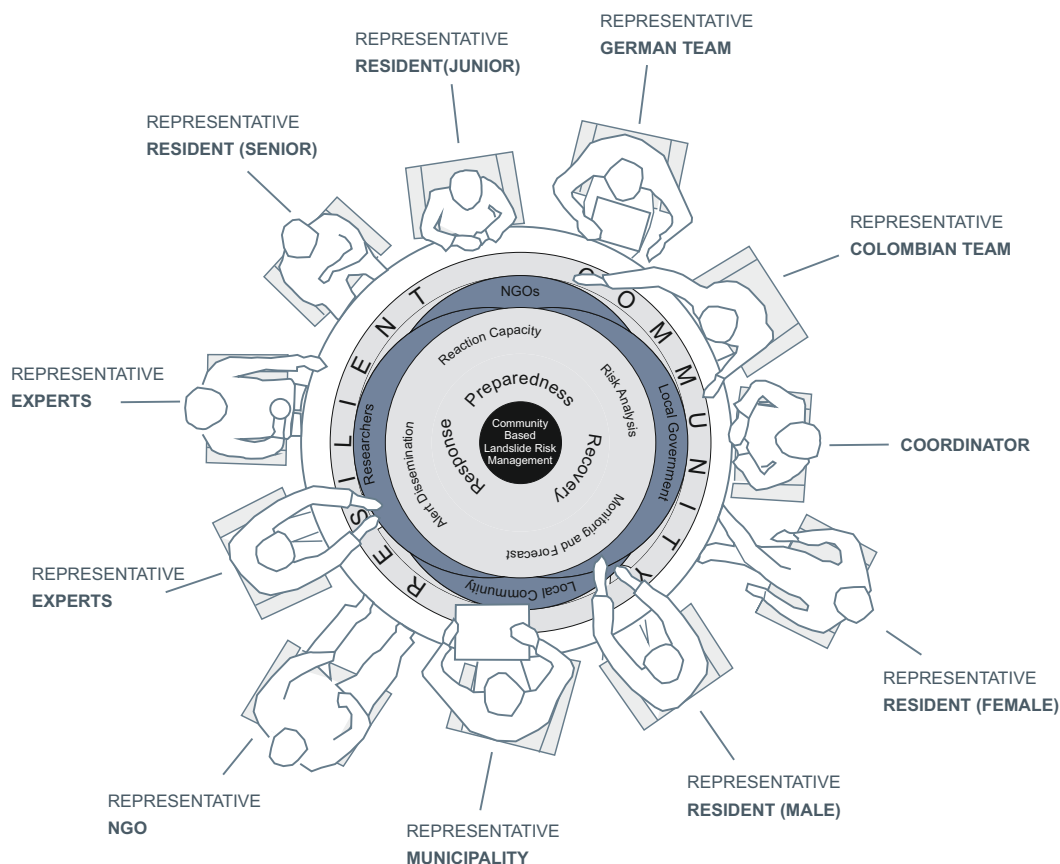 REPRESENTATIVE
GERMAN TEAM
REPRESENTATIVE
RESIDENT(JUNIOR)
REPRESENTATIVE
RESIDENT (SENIOR)
REPRESENTATIVE
COLOMBIAN TEAM
REPRESENTATIVE
EXPERTS
COORDINATOR
REPRESENTATIVE
EXPERTS
REPRESENTATIVE
RESIDENT (FEMALE)
REPRESENTATIVE
NGO
REPRESENTATIVE
RESIDENT (MALE)
REPRESENTATIVE
MUNICIPALITY
RESILIENT COMMUNITY
NGOs
Local Government
Local Community
Researchers
Reaction Capacity
Risk Analysis
Monitorig and Forecast
Alert Dissemination
Preparedness
Recovery
Response
Community
Based
Landslide Risk
Management